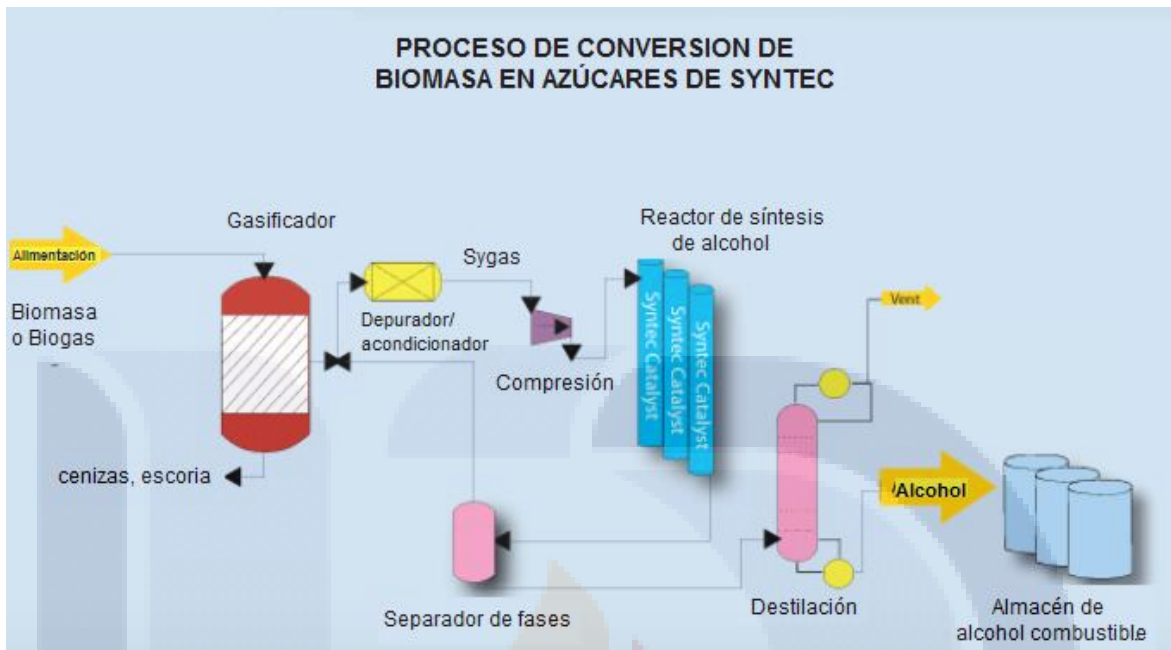 PROCESO DE CONVERSION DE
BIOMASA EN AZÚCARES DE SYNTEC
Alimentación
Biomasa
o Biogas
Gasificador
cenizas, escoria
Depurador/
acondicionador
Sygas
Compresión
Reactor de síntesis
de alcohol
Syntec Catalyst
Syntec Catalyst
Syntec Catalyst
Separador de fases
Vent
Destilación
/Alcohol
Almacén de
alcohol combustible